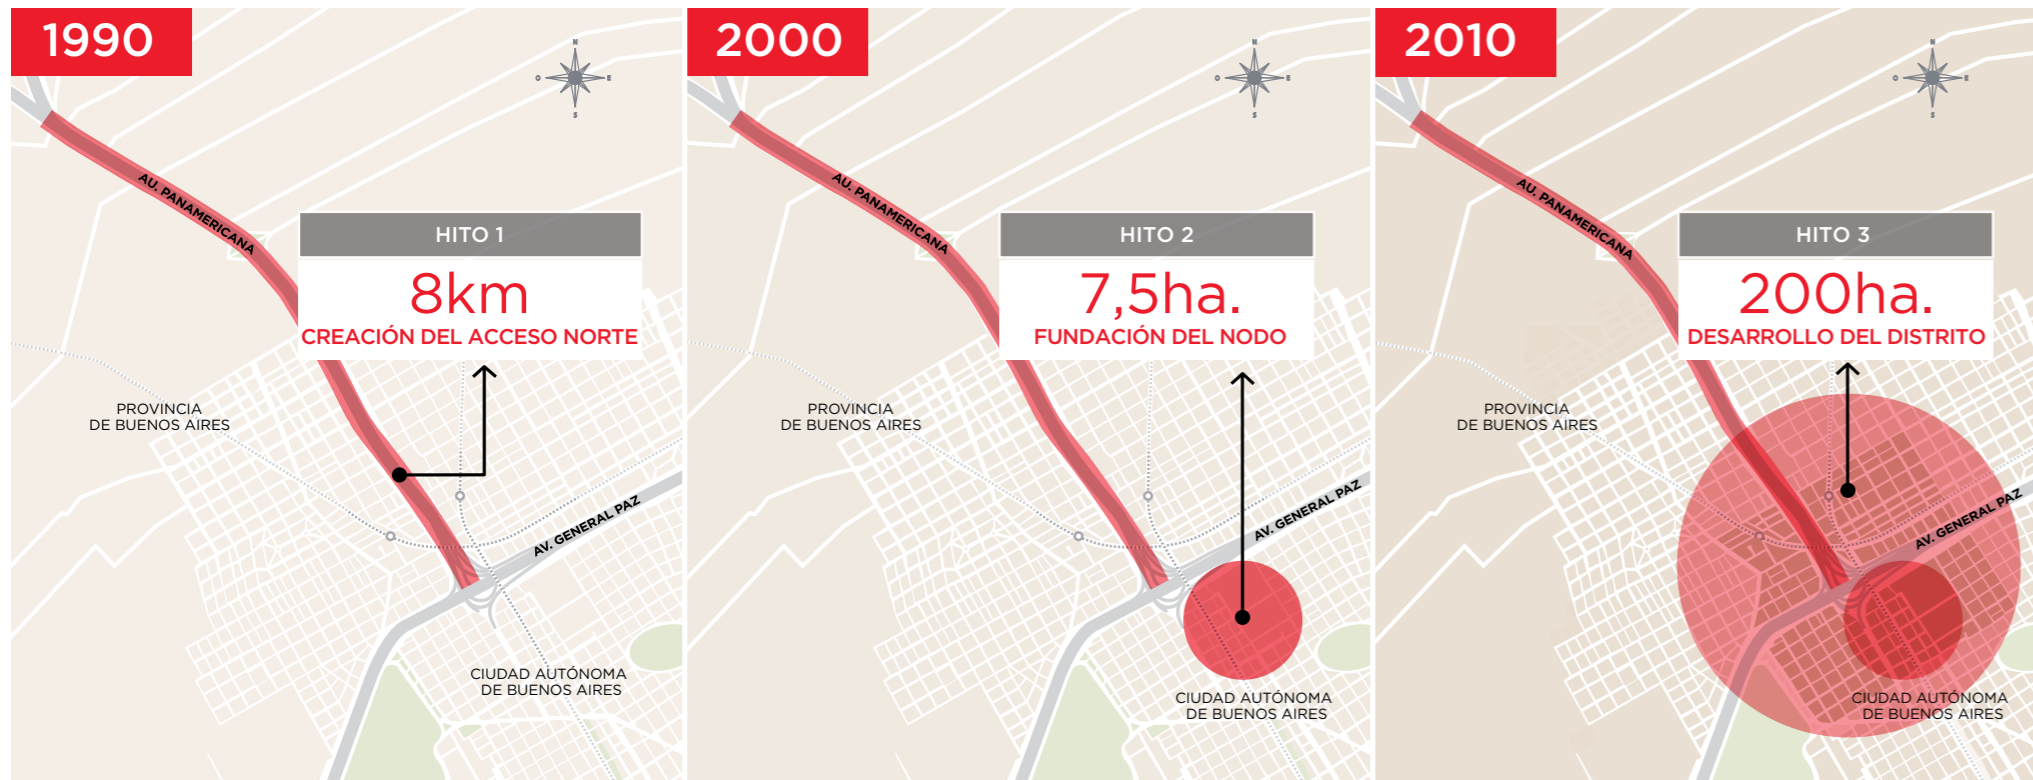 1990
N
O
E
S
AU. PANAMERICANA
HITO 1
8km
CREACIÓN DEL ACCESO NORTE
PROVINCIA
DE BUENOS AIRES
AV. GENERAL PAZ
CIUDAD AUTÓNOMA
DE BUENOS AIRES
2000
N
O
E
S
AU. PANAMERICANA
HITO 2
7,5ha.
FUNDACIÓN DEL NODO
PROVINCIA
DE BUENOS AIRES
AV. GENERAL PAZ
CIUDAD AUTÓNOMA
DE BUENOS AIRES
2010
N
O
E
S
AU. PANAMERICANA
HITO 3
200ha.
DESARROLLO DEL DISTRITO
PROVINCIA
DE BUENOS AIRES
AV. GENERAL PAZ
CIUDAD AUTÓNOMA
DE BUENOS AIRES